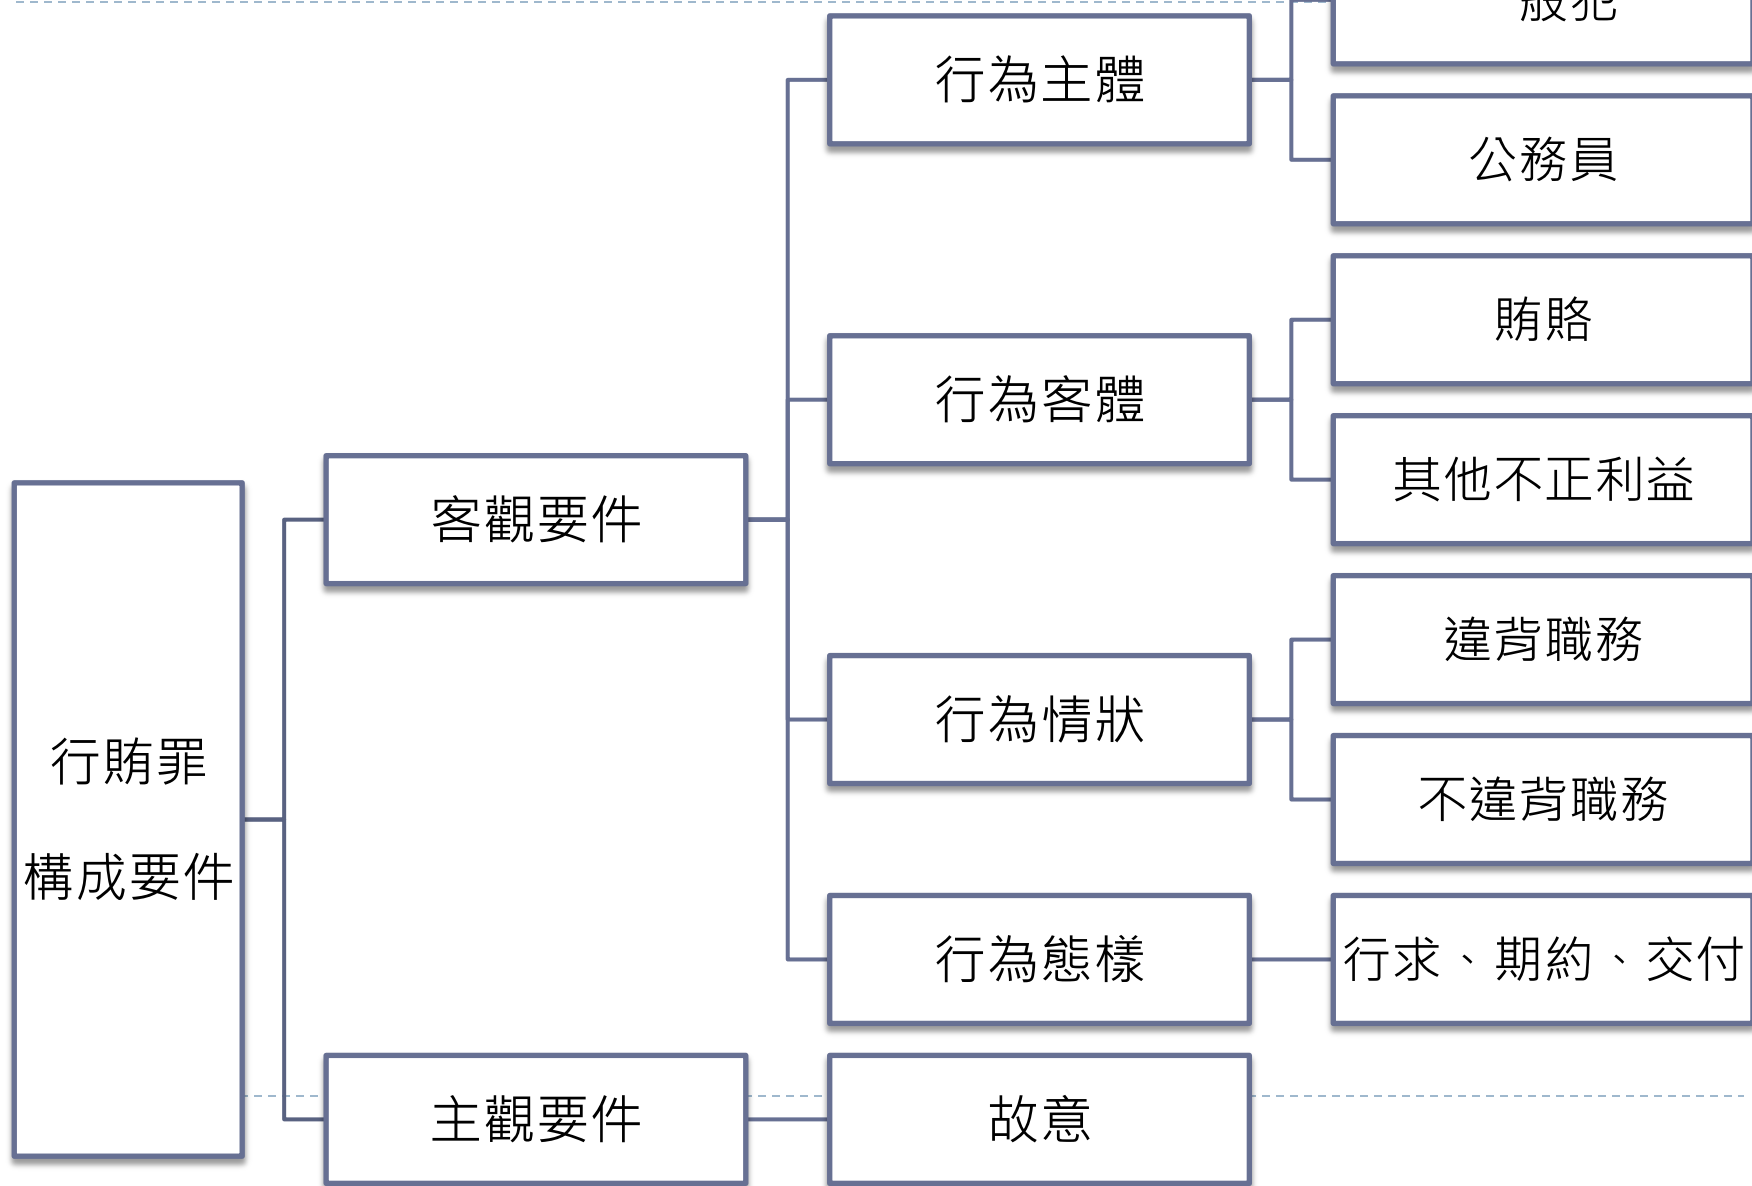 行為主體
公務員
賄賂
行為客體
其他不正利益
客觀要件
違背職務
行為情狀
不違背職務
行賄罪
構成要件
行為態樣
行求、期約、交付
主觀要件
故意